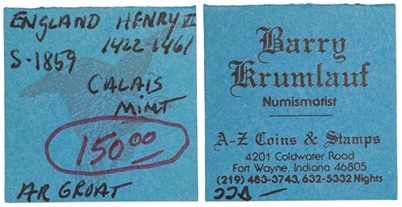 ENGLAND HENRY VI
1422-1461
S-1859
CALAIS
MINT
150.00
AR GROAT
Barry
Krumlauf
Numismatist
A-Z Coins & Stamps
4201 Coldwater Road
Fort Wayne, Indiana 46805
(219) 483-3743, 632-5332 Nights